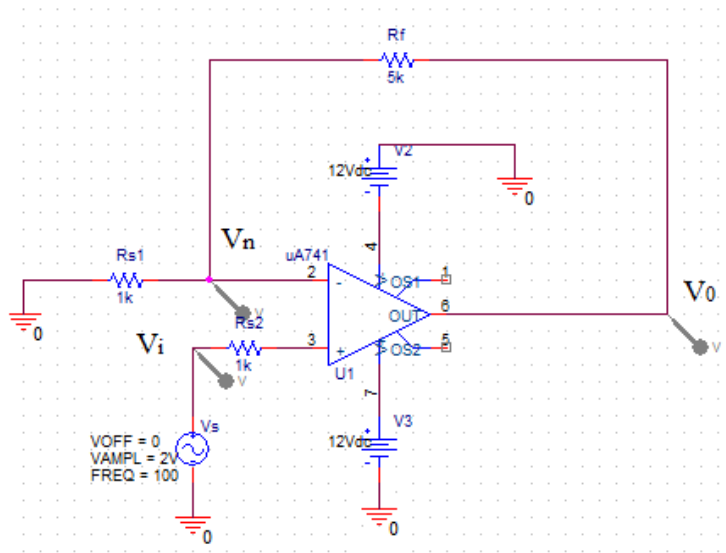 Rf
5k
V2
12Vdc
0
4
Vn
uA741
Rs1
1k
2
-
OS1
1
V0
OUT
6
V
0
Rs2
1k
3
+
OS2
5
V
Vi
V
U1
7
Vs
VOFF = 0
VAMPL = 2V
FREQ = 100
V3
12Vdc
0
0